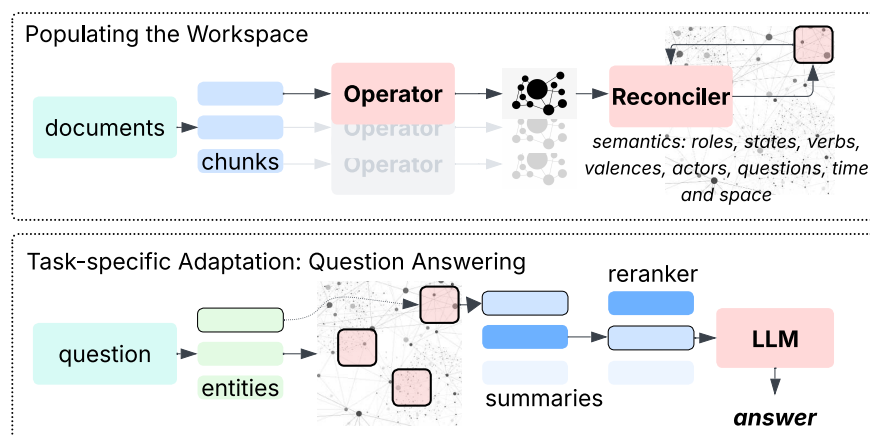 Populating the Workspace
documents
chunks
Operator
Operator
Operator
Reconciler
semantics: roles, states, verbs,
valences, actors, questions, time
and space
Task-specific Adaptation: Question Answering
question
entities
summaries
reranker
LLM
answer